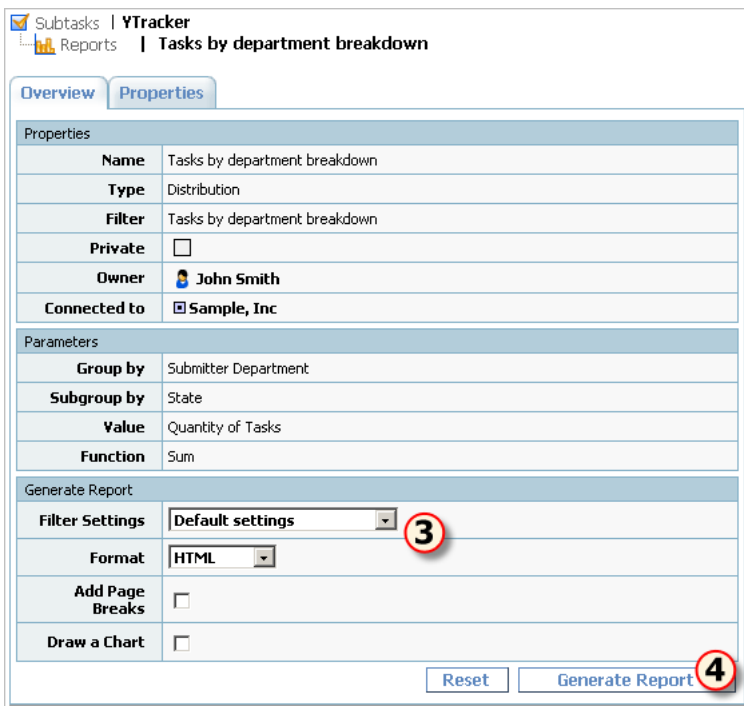 Subtasks | YTracker
Reports | Tasks by department breakdown
Overview Properties
Properties
Name Tasks by department breakdown
Type Distribution
Filter Tasks by department breakdown
Private
Owner John Smith
Connected to Sample, Inc
Parameters
Group by Submitter Department
Subgroup by State
Value Quantity of Tasks
Function Sum
Generate Report
Filter Settings Default settings 3
Format HTML
Add Page
Breaks
Draw a Chart
Reset Generate Report 4